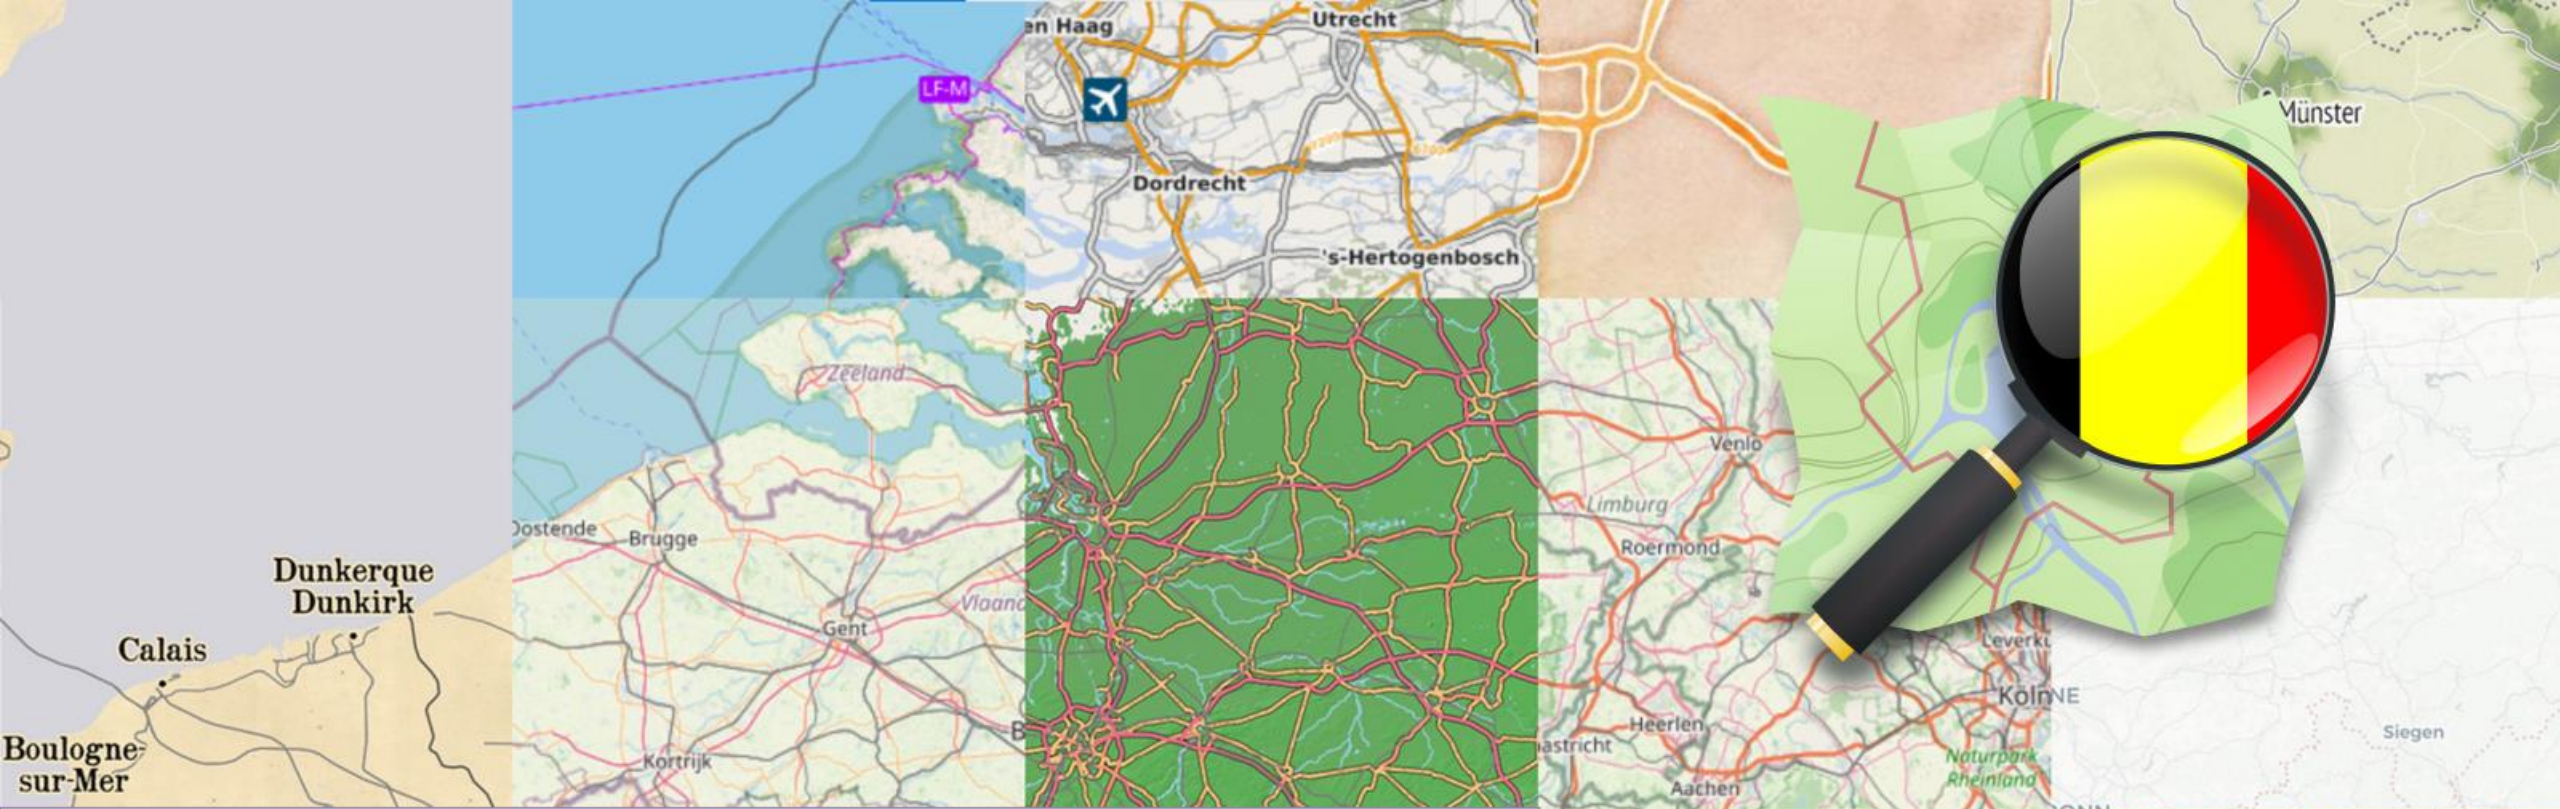 en Haag
Utrecht
LF-M
Münster
Dordrecht
's-Hertogenbosch
Zeeland
Venlo
Limburg
Oostende
Brugge
Roermond
Dunkerque
Dunkirk
Vlaand
Gent
Calais
Leverku
Köln
NE
Heerlen
B
Siegen
Boulogne-
sur-Mer
Kortrijk
aastricht
Naturpark
Rheinland
Aachen